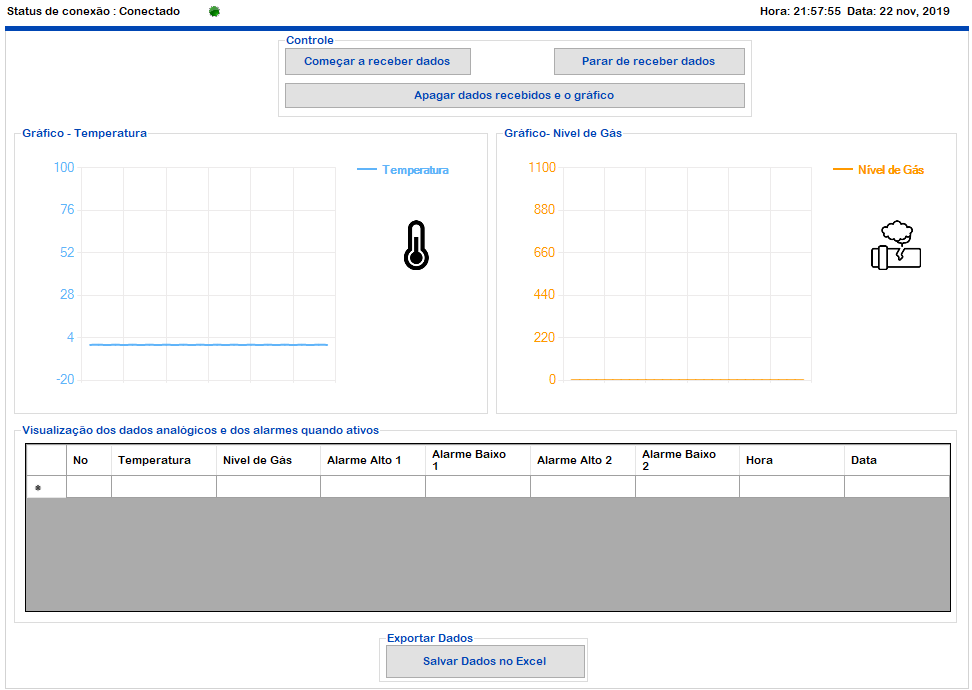 Status de conexão : Conectado
Hora: 21:57:55 Data: 22 nov, 2019
Controle
Começar a receber dados
Parar de receber dados
Apagar dados recebidos e o gráfico
Gráfico - Temperatura
100
76
52
28
4
-20
Temperatura
Gráfico- Nivel de Gás
1100
880
660
440
220
0
Nível de Gás
Visualização dos dados analógicos e dos alarmes quando ativos
No
Temperatura
Nivel de Gás
Alarme Alto 1
Alarme Baixo
1
Alarme Alto 2
Alarme Baixo
2
Hora
Data
*
Exportar Dados
Salvar Dados no Excel